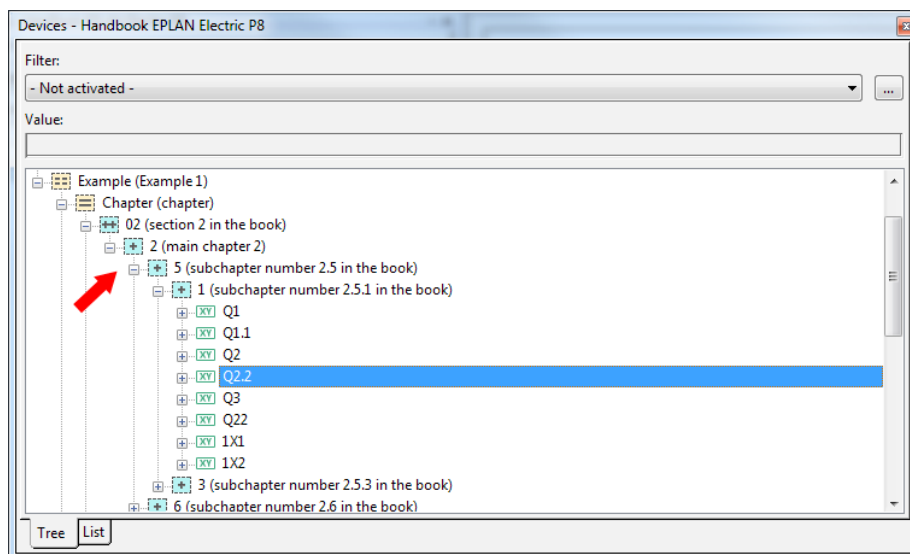 Devices - Handbook EPLAN Electric P8
Filter:
- Not activated -
...
Value:
Example (Example 1)
Chapter (chapter)
02 (section 2 in the book)
2 (main chapter 2)
5 (subchapter number 2.5 in the book)
1 (subchapter number 2.5.1 in the book)
XY Q1
XY Q1.1
XY Q2
XY Q2.2
XY Q3
XY Q22
XY 1X1
XY 1X2
3 (subchapter number 2.5.3 in the book)
6 (subchapter number 2.6 in the book)
Tree List